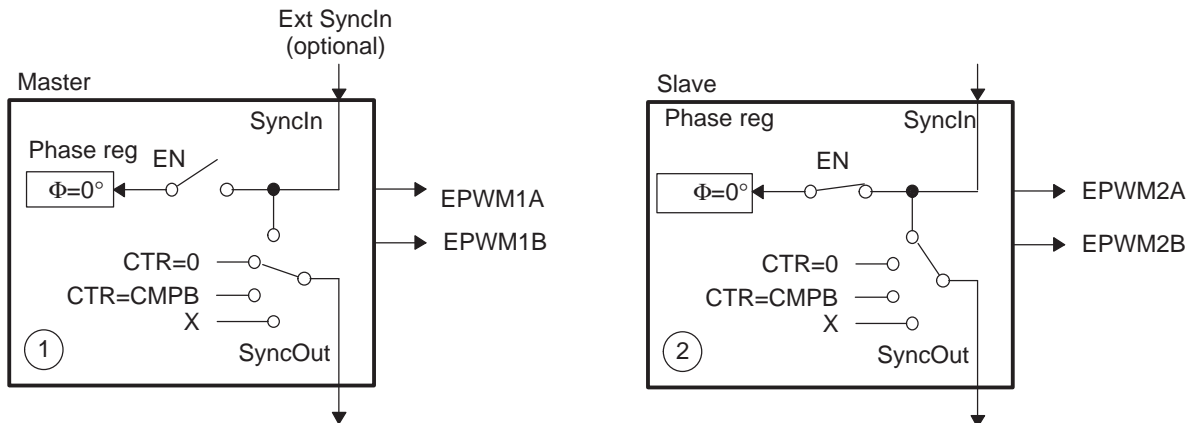 Ext SyncIn
(optional)
Master
SyncIn
Phase reg
EN
Φ=0°
EPWM1A
EPWM1B
CTR=0
CTR=CMPB
X
1
SyncOut
Slave
Phase reg
SyncIn
EN
Φ=0°
EPWM2A
EPWM2B
CTR=0
CTR=CMPB
X
2
SyncOut